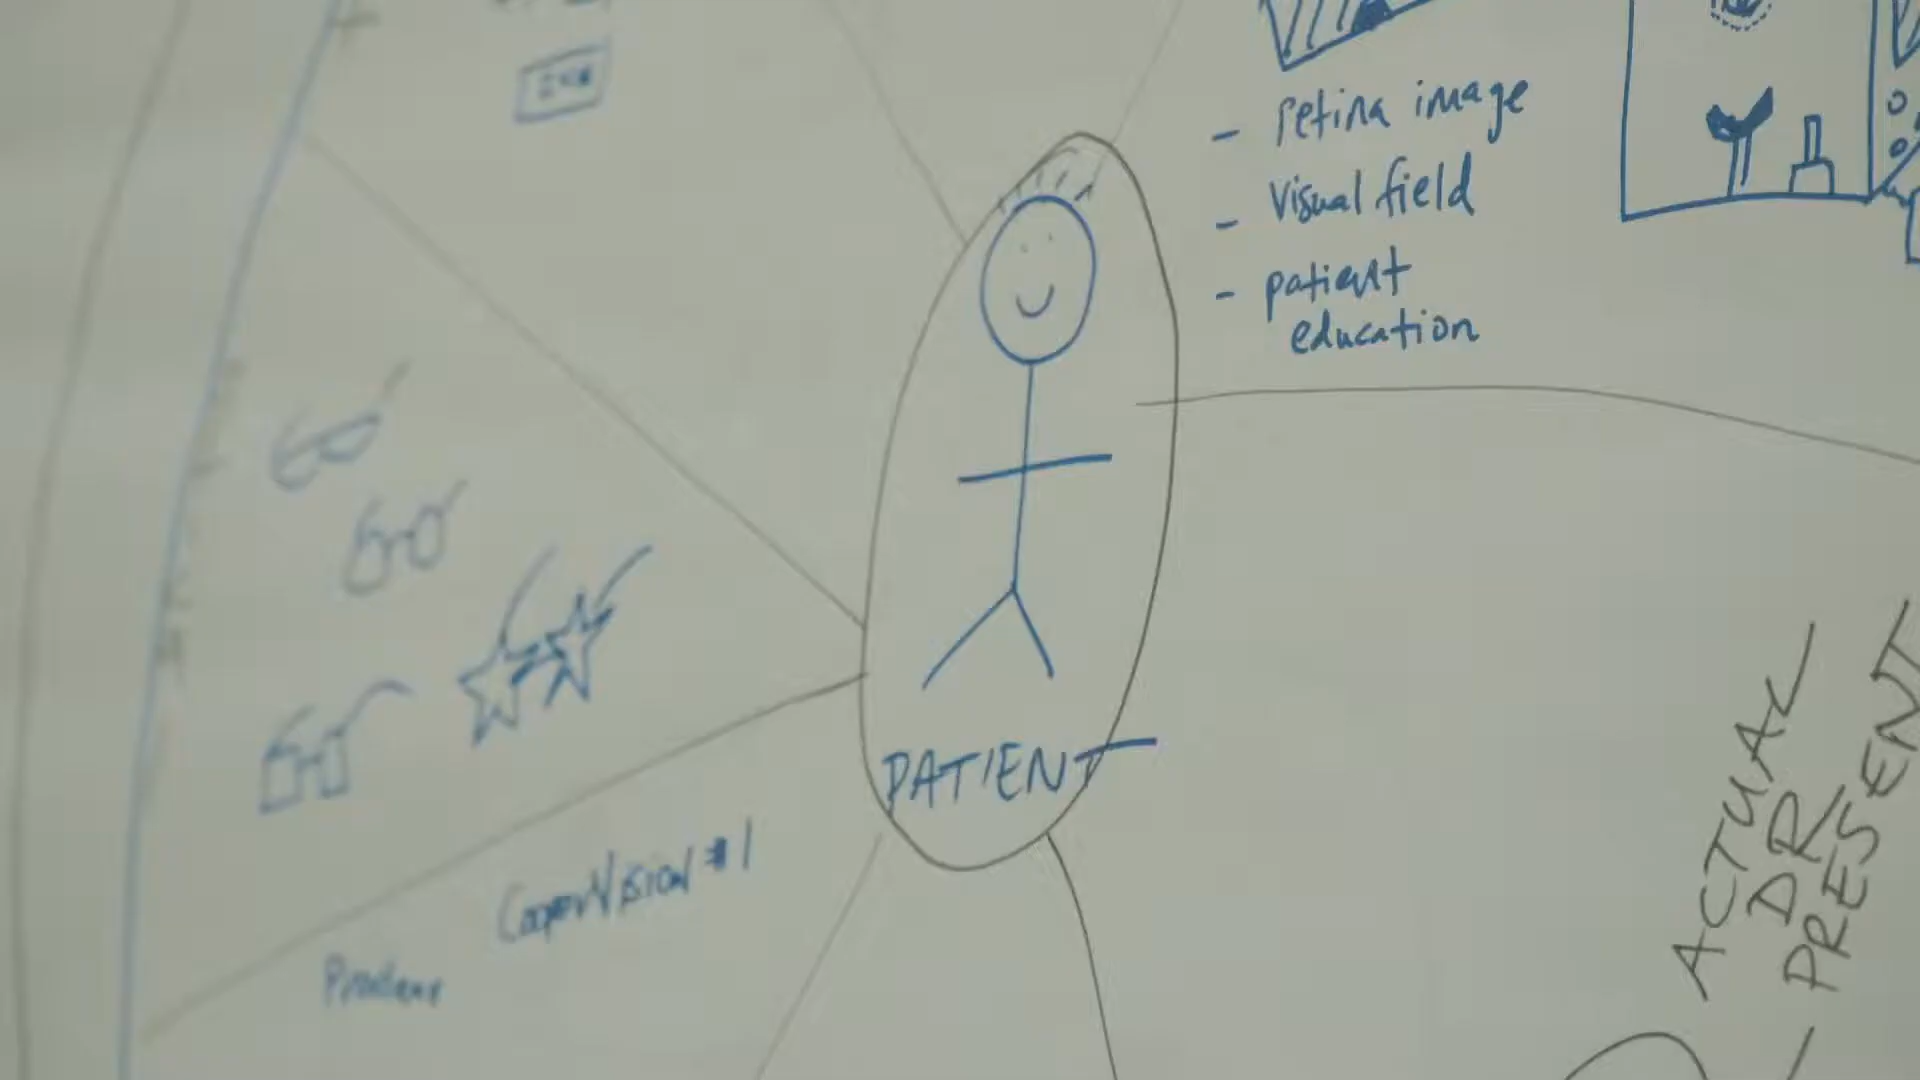 - retina image
- visual field
- patient
education
PATIENT
CooperVision #1
ACTUAL
DR
PRESENT